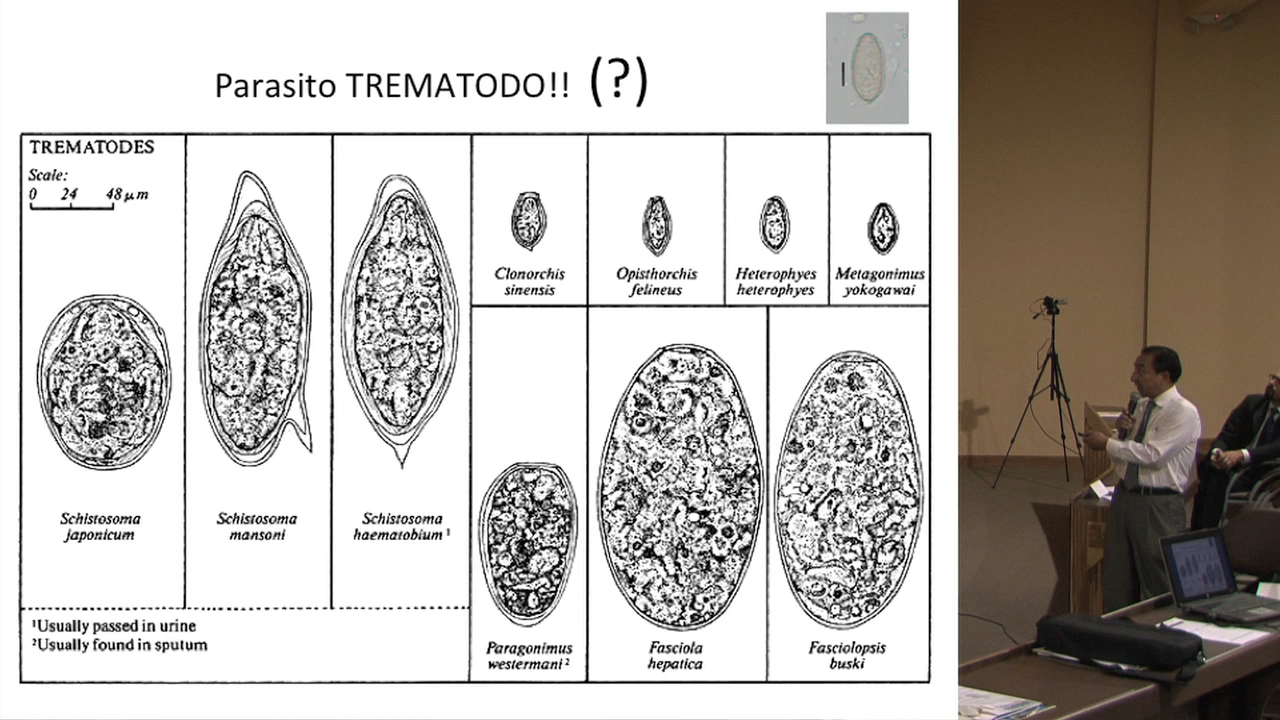 Parasito TREMATODO!! (?)
TREMATODES
Scale:
0 24 48 µm
Clonorchis
sinensis
Opisthorchis
felineus
Heterophyes
heterophyes
Metagonimus
yokogawai
Schistosoma
japonicum
Schistosoma
mansoni
Schistosoma
haematobium ¹
¹Usually passed in urine
²Usually found in sputum
Paragonimus
westermani ²
Fasciola
hepatica
Fasciolopsis
buski